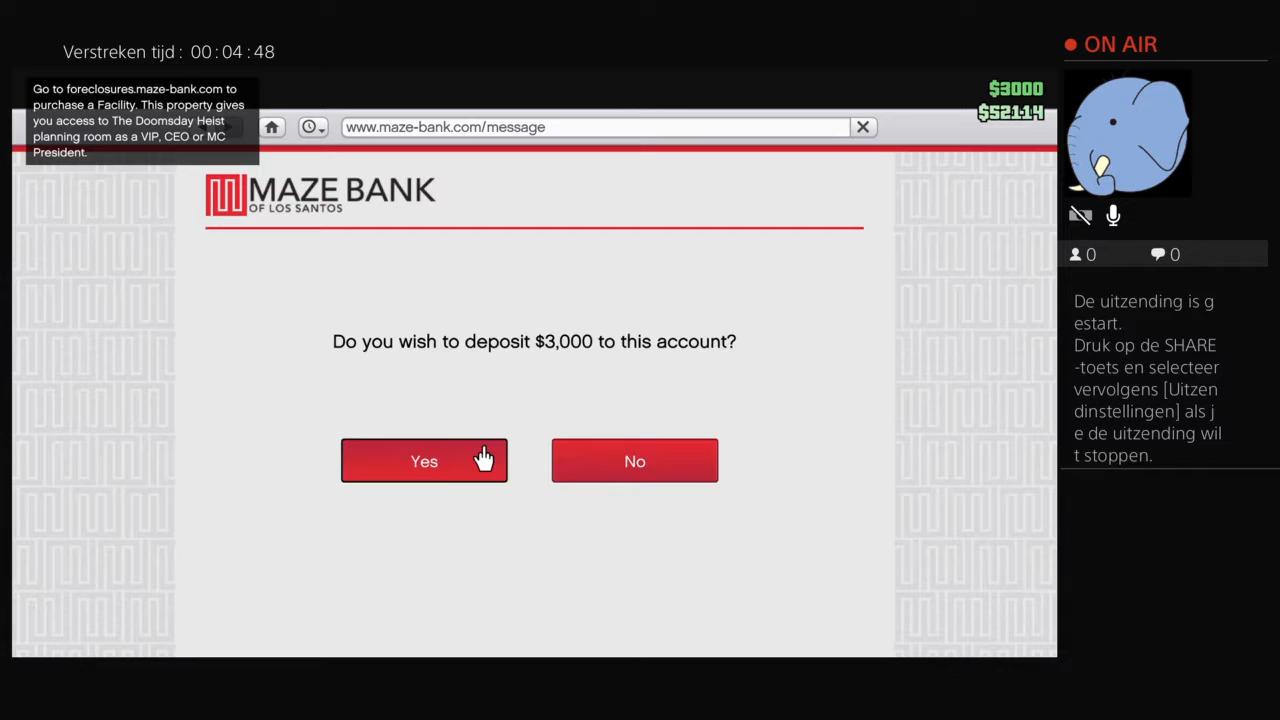 Verstreken tijd : 00:04:48
ON AIR
Go to foreclosures.maze-bank.com to
purchase a Facility. This property gives
you access to The Doomsday Heist
planning room as a VIP, CEO or MC
President.
$3000
$52114
www.maze-bank.com/message
MAZE BANK
OF LOS SANTOS
Do you wish to deposit $3,000 to this account?
Yes
No
0
0
De uitzending is g
estart.
Druk op de SHARE
-toets en selecteer
vervolgens [Uitzen
dinstellingen] als j
e de uitzending wil
t stoppen.